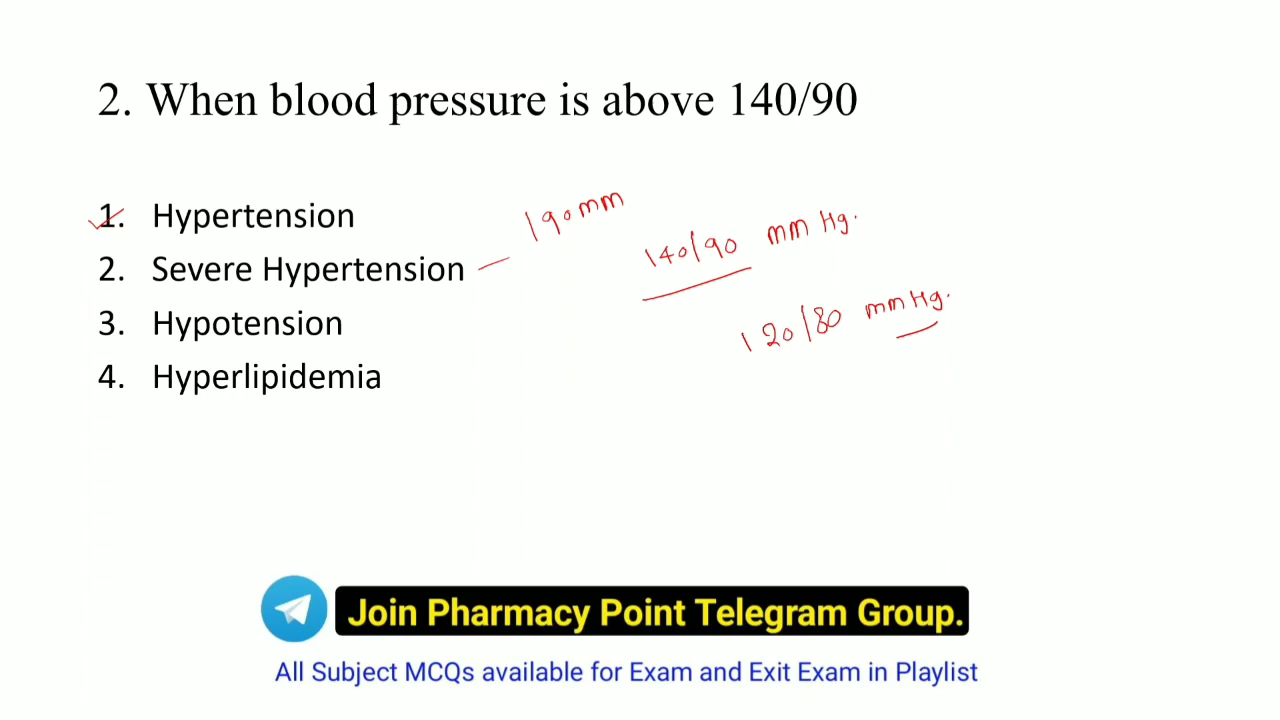 2. When blood pressure is above 140/90
1. Hypertension
190mm
140/90 mm Hg.
2. Severe Hypertension
120/80 mmHg.
3. Hypotension
4. Hyperlipidemia
Join Pharmacy Point Telegram Group.
All Subject MCQs available for Exam and Exit Exam in Playlist